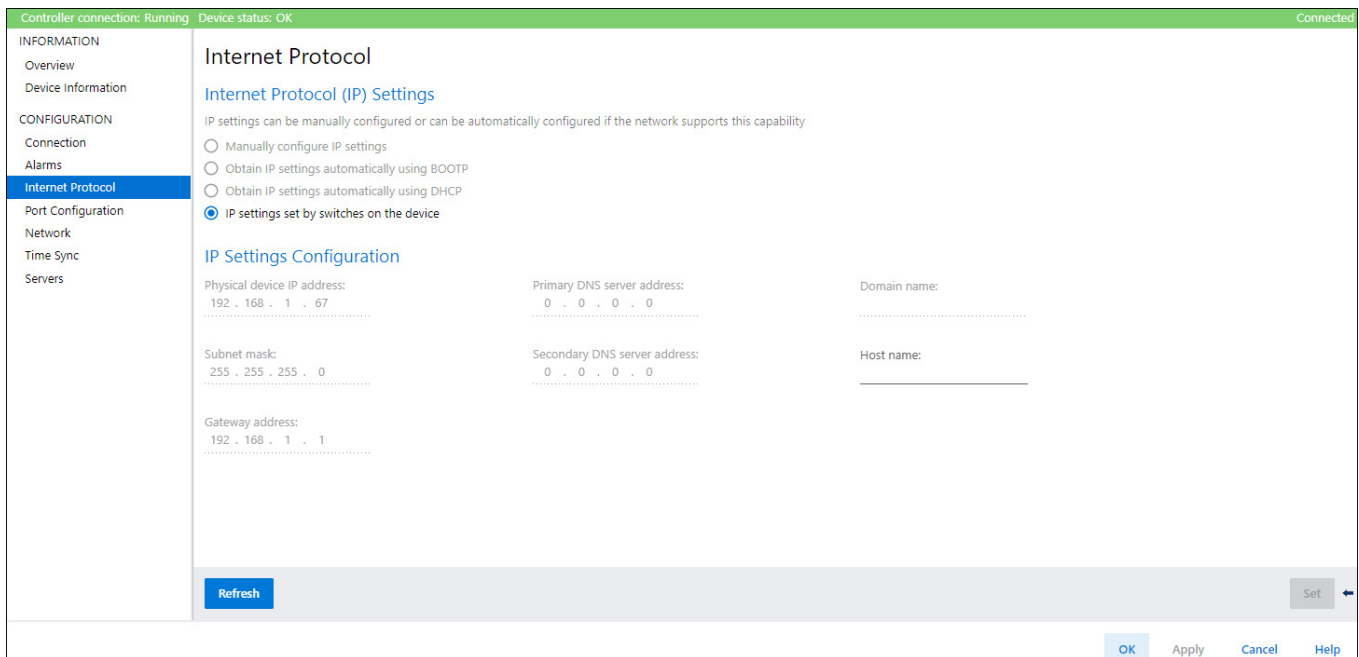 Controller connection: Running Device status: OK Connected
INFORMATION
Overview
Device Information
CONFIGURATION
Connection
Alarms
Internet Protocol
Port Configuration
Network
Time Sync
Servers
Internet Protocol
Internet Protocol (IP) Settings
IP settings can be manually configured or can be automatically configured if the network supports this capability
Manually configure IP settings
Obtain IP settings automatically using BOOTP
Obtain IP settings automatically using DHCP
IP settings set by switches on the device
IP Settings Configuration
Physical device IP address: Primary DNS server address: Domain name:
192 . 168 . 1 . 67 0 . 0 . 0 . 0
Subnet mask: Secondary DNS server address: Host name:
255 . 255 . 255 . 0 0 . 0 . 0 . 0
Gateway address:
192 . 168 . 1 . 1
Refresh Set
OK Apply Cancel Help